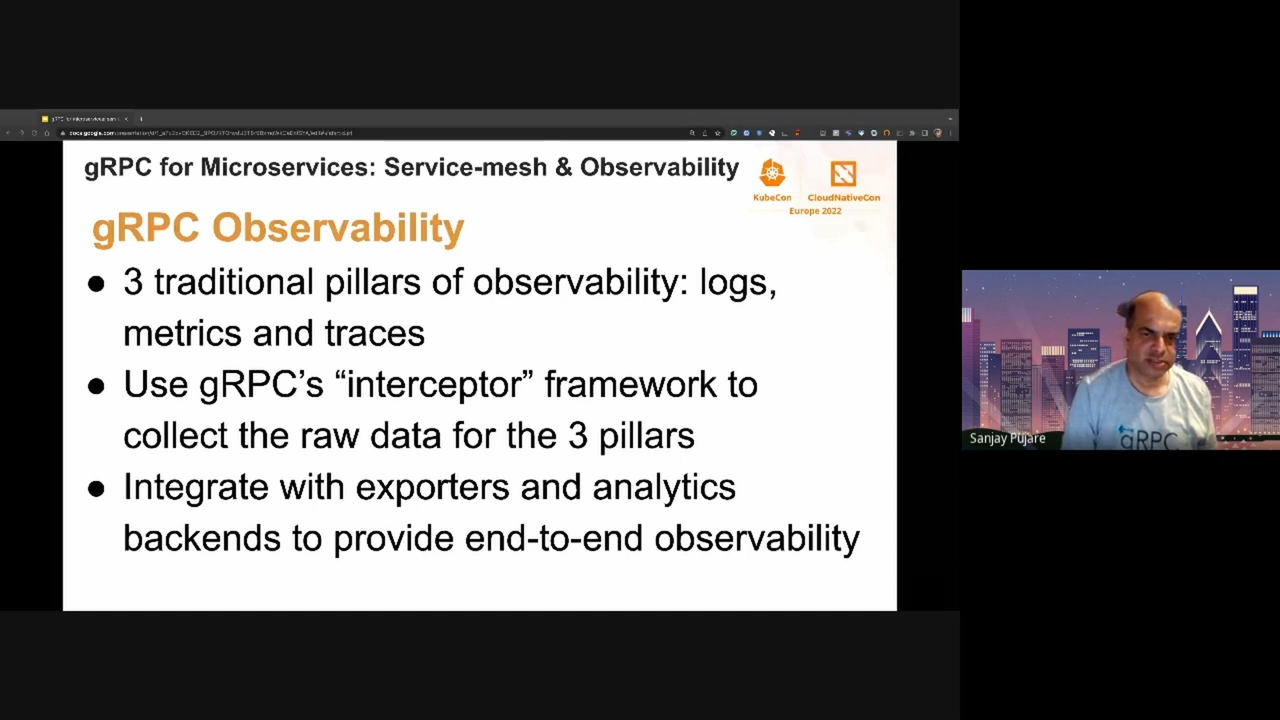 gRPC for Microservices: Service-mesh & Observability
KubeCon
CloudNativeCon
Europe 2022
gRPC Observability
● 3 traditional pillars of observability: logs,
metrics and traces
● Use gRPC’s “interceptor” framework to
collect the raw data for the 3 pillars
● Integrate with exporters and analytics
backends to provide end-to-end observability
gRPC
Sanjay Pujare